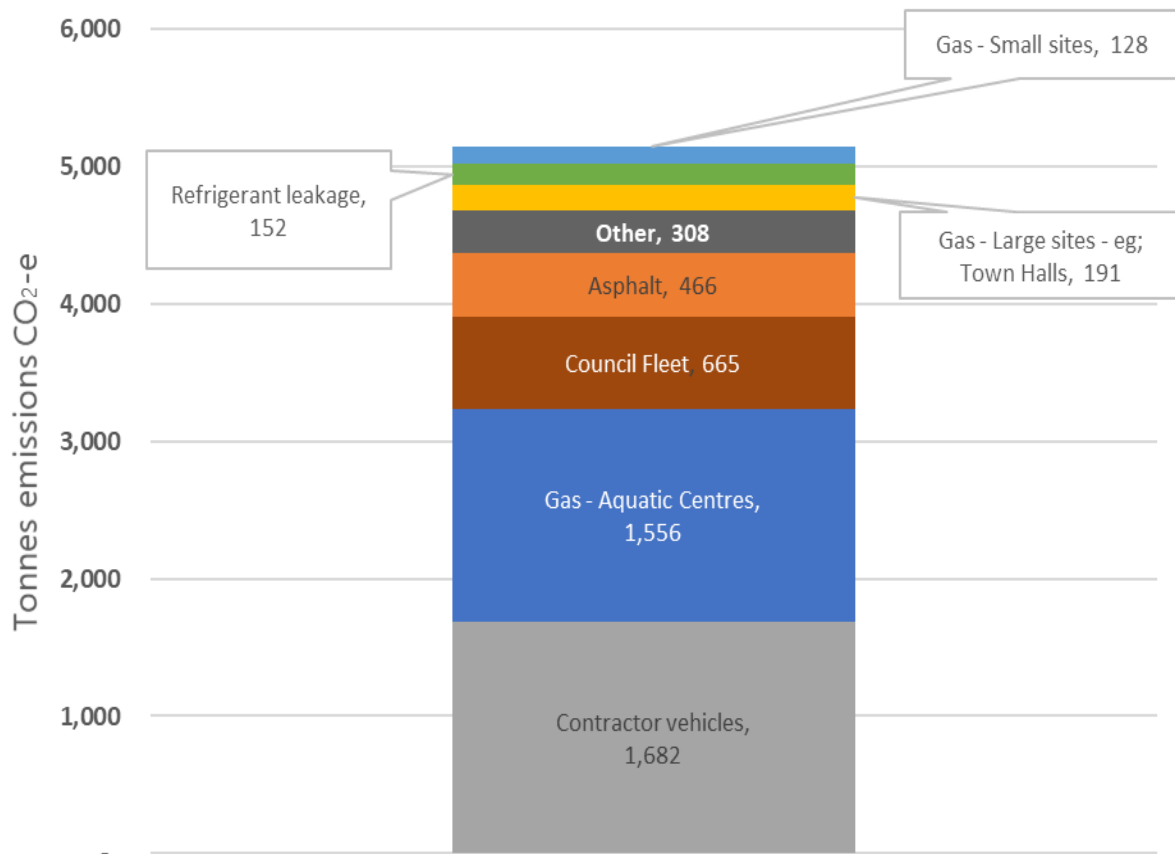 6,000
Gas - Small sites, 128
5,000
Refrigerant leakage,
152
Other, 308
Gas - Large sites - eg;
Town Halls, 191
Asphalt, 466
4,000
Council Fleet, 665
3,000
Gas - Aquatic Centres,
1,556
2,000
Contractor vehicles,
1,682
1,000
Tonnes emissions CO₂-e